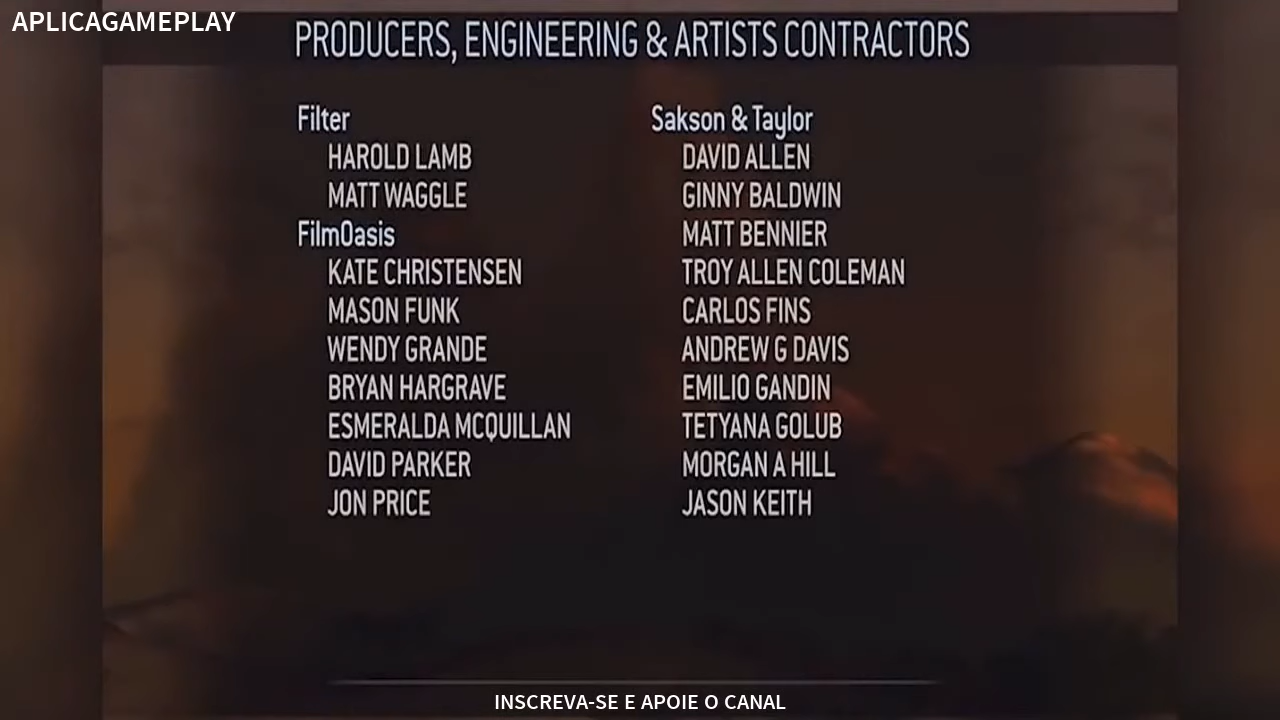 APLICAGAMEPLAY
PRODUCERS, ENGINEERING & ARTISTS CONTRACTORS
Filter
HAROLD LAMB
MATT WAGGLE
FilmOasis
KATE CHRISTENSEN
MASON FUNK
WENDY GRANDE
BRYAN HARGRAVE
ESMERALDA MCQUILLAN
DAVID PARKER
JON PRICE
Sakson & Taylor
DAVID ALLEN
GINNY BALDWIN
MATT BENNIER
TROY ALLEN COLEMAN
CARLOS FINS
ANDREW G DAVIS
EMILIO GANDIN
TETYANA GOLUB
MORGAN A HILL
JASON KEITH
INSCREVA-SE E APOIE O CANAL